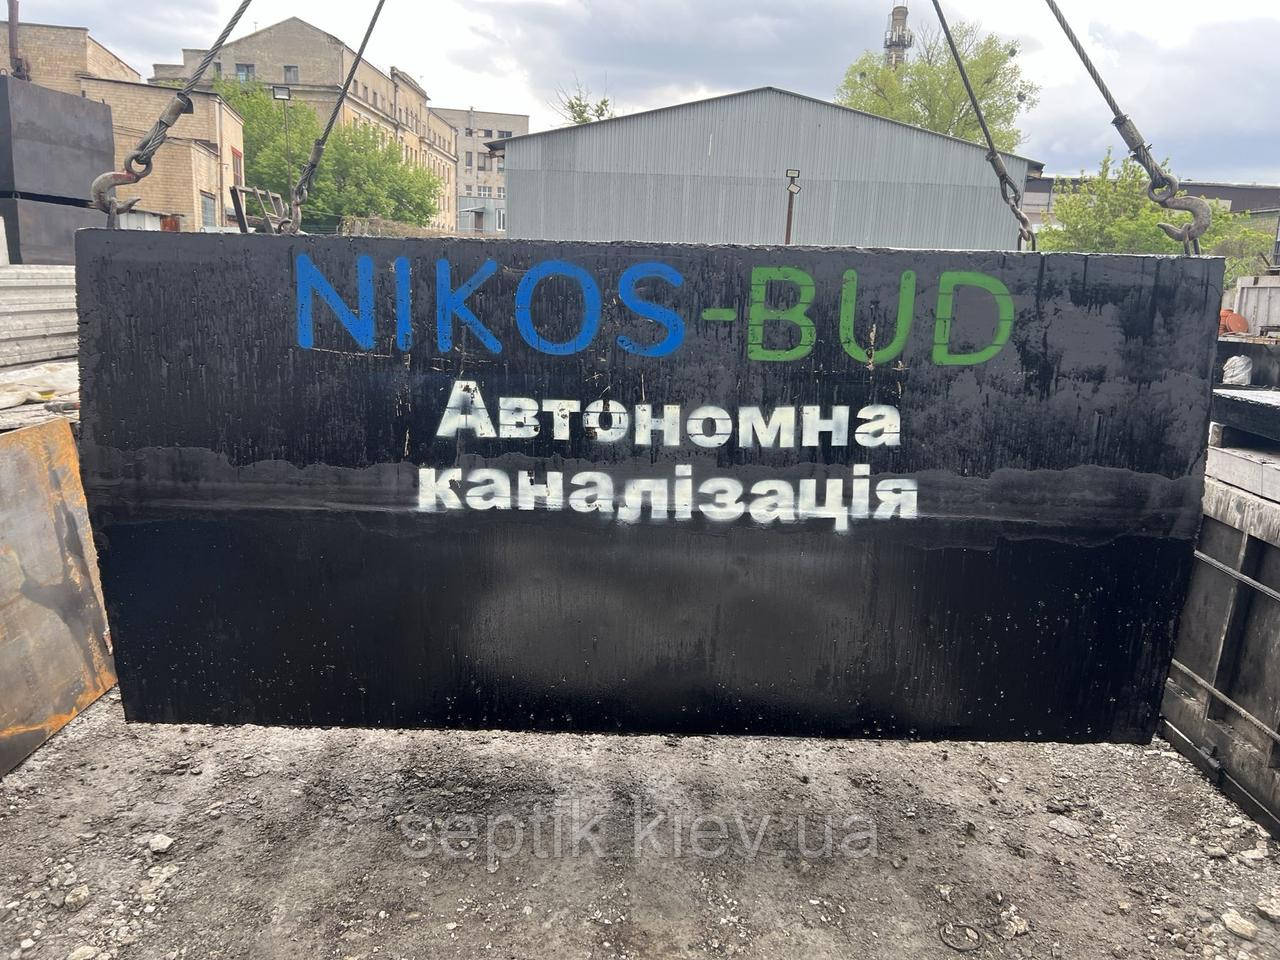 NIKOS-BUD
Автономна
каналізація
septik.kiev.ua